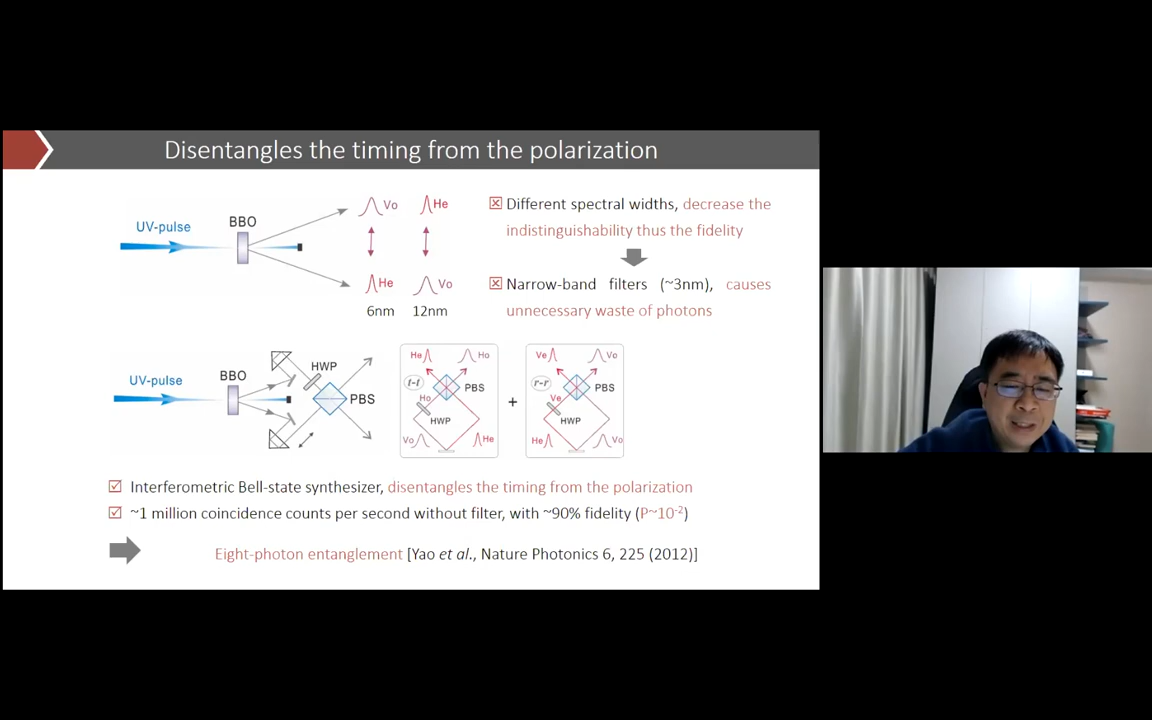 Disentangles the timing from the polarization
UV-pulse
BBO
Vo
He
He
Vo
6nm
12nm
Different spectral widths, decrease the
indistinguishability thus the fidelity
Narrow-band filters (~3nm), causes
unnecessary waste of photons
UV-pulse
BBO
HWP
PBS
He
Ho
t-t
PBS
Ho
HWP
Vo
He
+
Ve
Vo
r-r
PBS
Ve
HWP
He
Vo
Interferometric Bell-state synthesizer, disentangles the timing from the polarization
~1 million coincidence counts per second without filter, with ~90% fidelity (P~10⁻²)
Eight-photon entanglement [Yao et al., Nature Photonics 6, 225 (2012)]